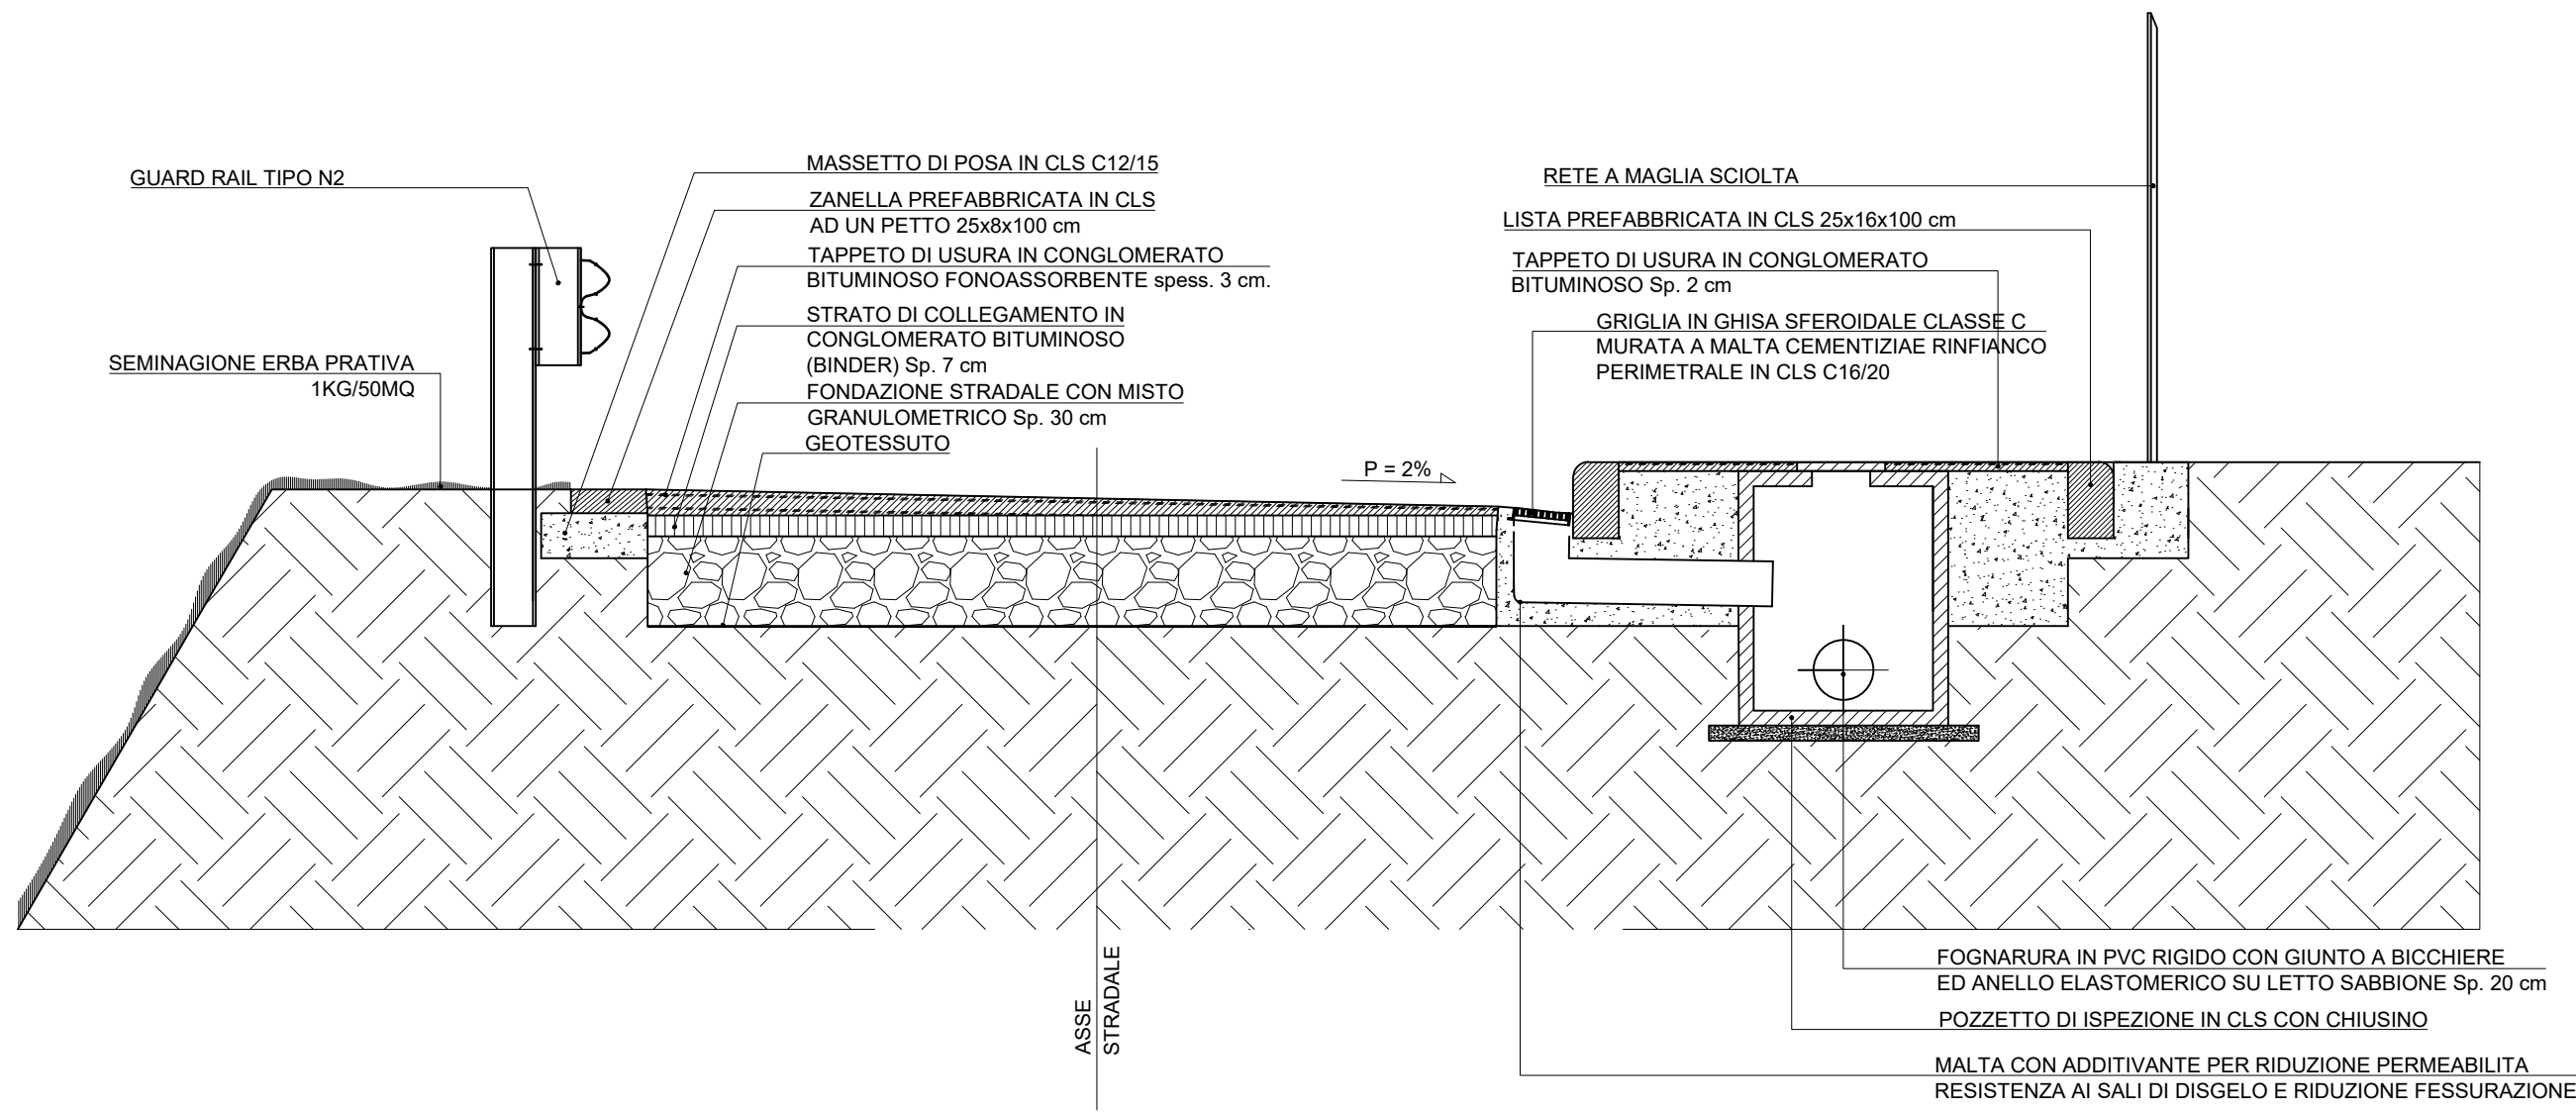 GUARD RAIL TIPO N2
SEMINAGIONE ERBA PRATIVA
1KG/50MQ
MASSETTO DI POSA IN CLS C12/15
ZANELLA PREFABBRICATA IN CLS
AD UN PETTO 25x8x100 cm
TAPPETO DI USURA IN CONGLOMERATO
BITUMINOSO FONOASSORBENTE spess. 3 cm.
STRATO DI COLLEGAMENTO IN
CONGLOMERATO BITUMINOSO
(BINDER) Sp. 7 cm
FONDAZIONE STRADALE CON MISTO
GRANULOMETRICO Sp. 30 cm
GEOTESSUTO
P = 2%
RETE A MAGLIA SCIOLTA
LISTA PREFABBRICATA IN CLS 25x16x100 cm
TAPPETO DI USURA IN CONGLOMERATO
BITUMINOSO Sp. 2 cm
GRIGLIA IN GHISA SFEROIDALE CLASSE C
MURATA A MALTA CEMENTIZIAE RINFIANCO
PERIMETRALE IN CLS C16/20
ASSE
STRADALE
FOGNARURA IN PVC RIGIDO CON GIUNTO A BICCHIERE
ED ANELLO ELASTOMERICO SU LETTO SABBIONE Sp. 20 cm
POZZETTO DI ISPEZIONE IN CLS CON CHIUSINO
MALTA CON ADDITIVANTE PER RIDUZIONE PERMEABILITA
RESISTENZA AI SALI DI DISGELO E RIDUZIONE FESSURAZIONE